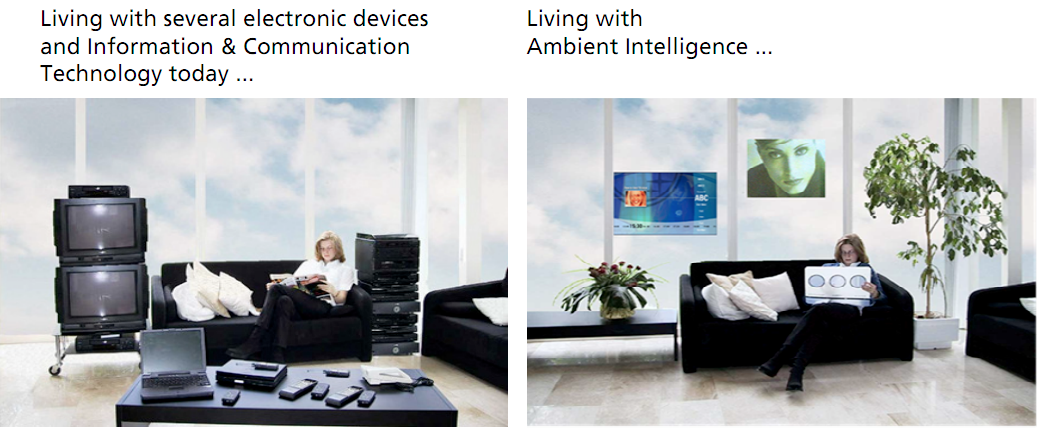 Living with several electronic devices
and Information & Communication
Technology today ...
Living with
Ambient Intelligence ...
ABC